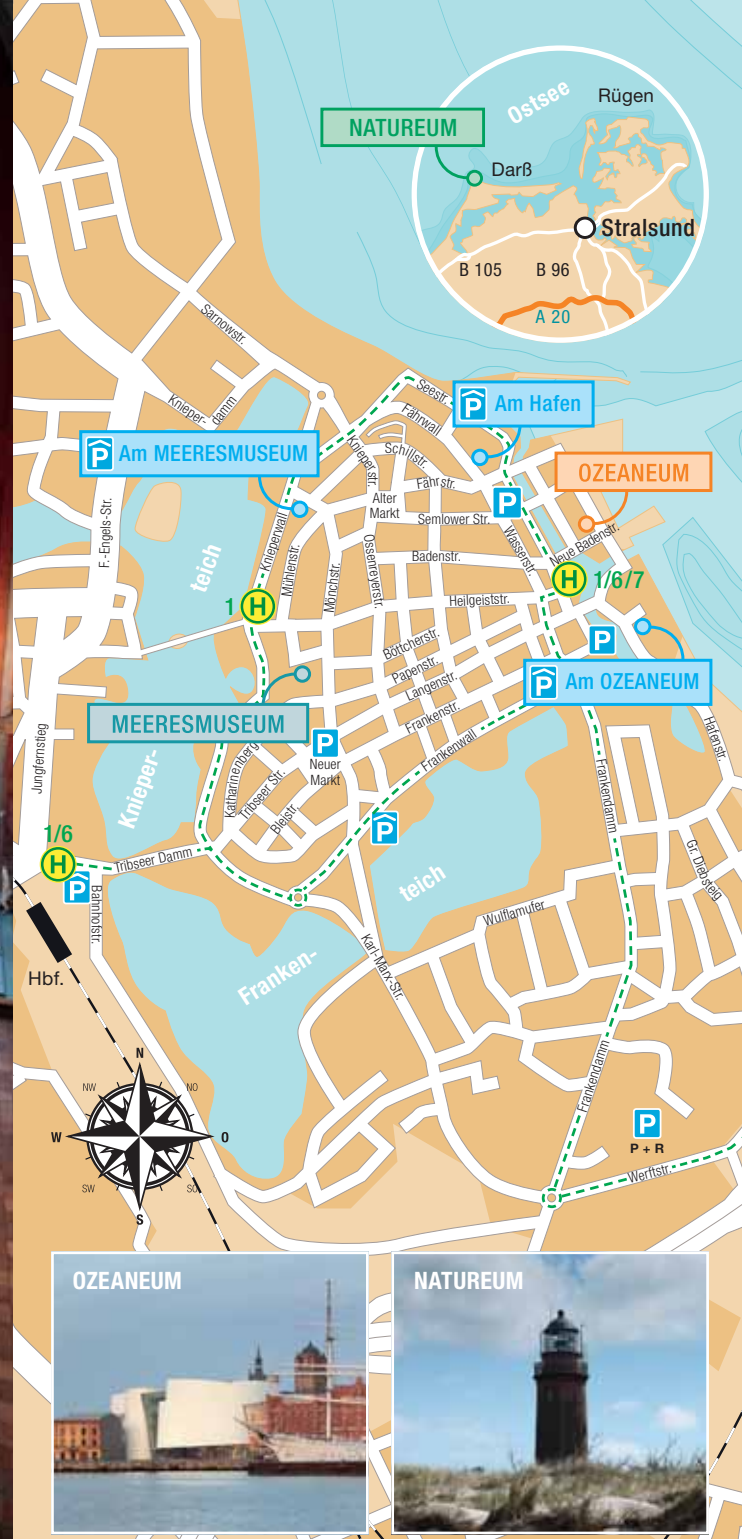 Ostsee
Rügen
NATUREUM
Darß
Stralsund
B 105
B 96
A 20
Sarnowstr.
Knieper-
damm
Seestr.
Fährwall
P Am Hafen
P Am MEERESMUSEUM
Knieperstr.
Schillstr.
OZEANEUM
F.-Engels-Str.
Alter
Markt
Fährstr.
P
Semlower Str.
Wasserstr.
Neue Badenstr.
Knieperwall
Mühlenstr.
Mönchstr.
Ossenreyerstr.
Badenstr.
teich
1 H
H 1/6/7
Heilgeiststr.
Böttcherstr.
P
Papenstr.
Langenstr.
P Am OZEANEUM
MEERESMUSEUM
Frankenstr.
Hafenstr.
Jungfernstieg
Knieper-
Katharinenberg
P
Neuer
Markt
Frankenwall
Tribseer Str.
Bleistr.
Frankendamm
1/6
H
P
Tribseer Damm
P
Gr. Diebsteig
teich
Bahnhofstr.
Wulflamufer
Hbf.
Franken-
Karl-Marx-Str.
N
NW
NO
W
O
SW
SO
S
Frankendamm
P
P + R
Werftstr.
OZEANEUM
NATUREUM